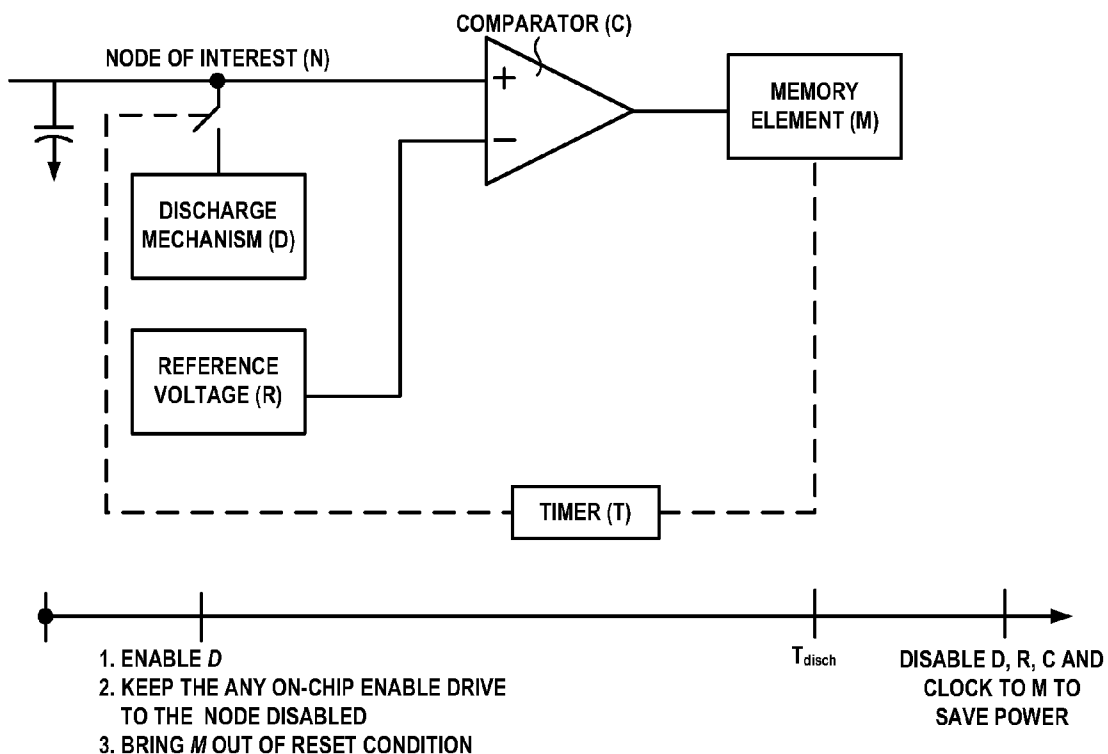 COMPARATOR (C)
NODE OF INTEREST (N)
+
−
MEMORY
ELEMENT (M)
DISCHARGE
MECHANISM (D)
REFERENCE
VOLTAGE (R)
TIMER (T)
1. ENABLE D
2. KEEP THE ANY ON-CHIP ENABLE DRIVE
TO THE NODE DISABLED
3. BRING M OUT OF RESET CONDITION
Tdisch
DISABLE D, R, C AND
CLOCK TO M TO
SAVE POWER